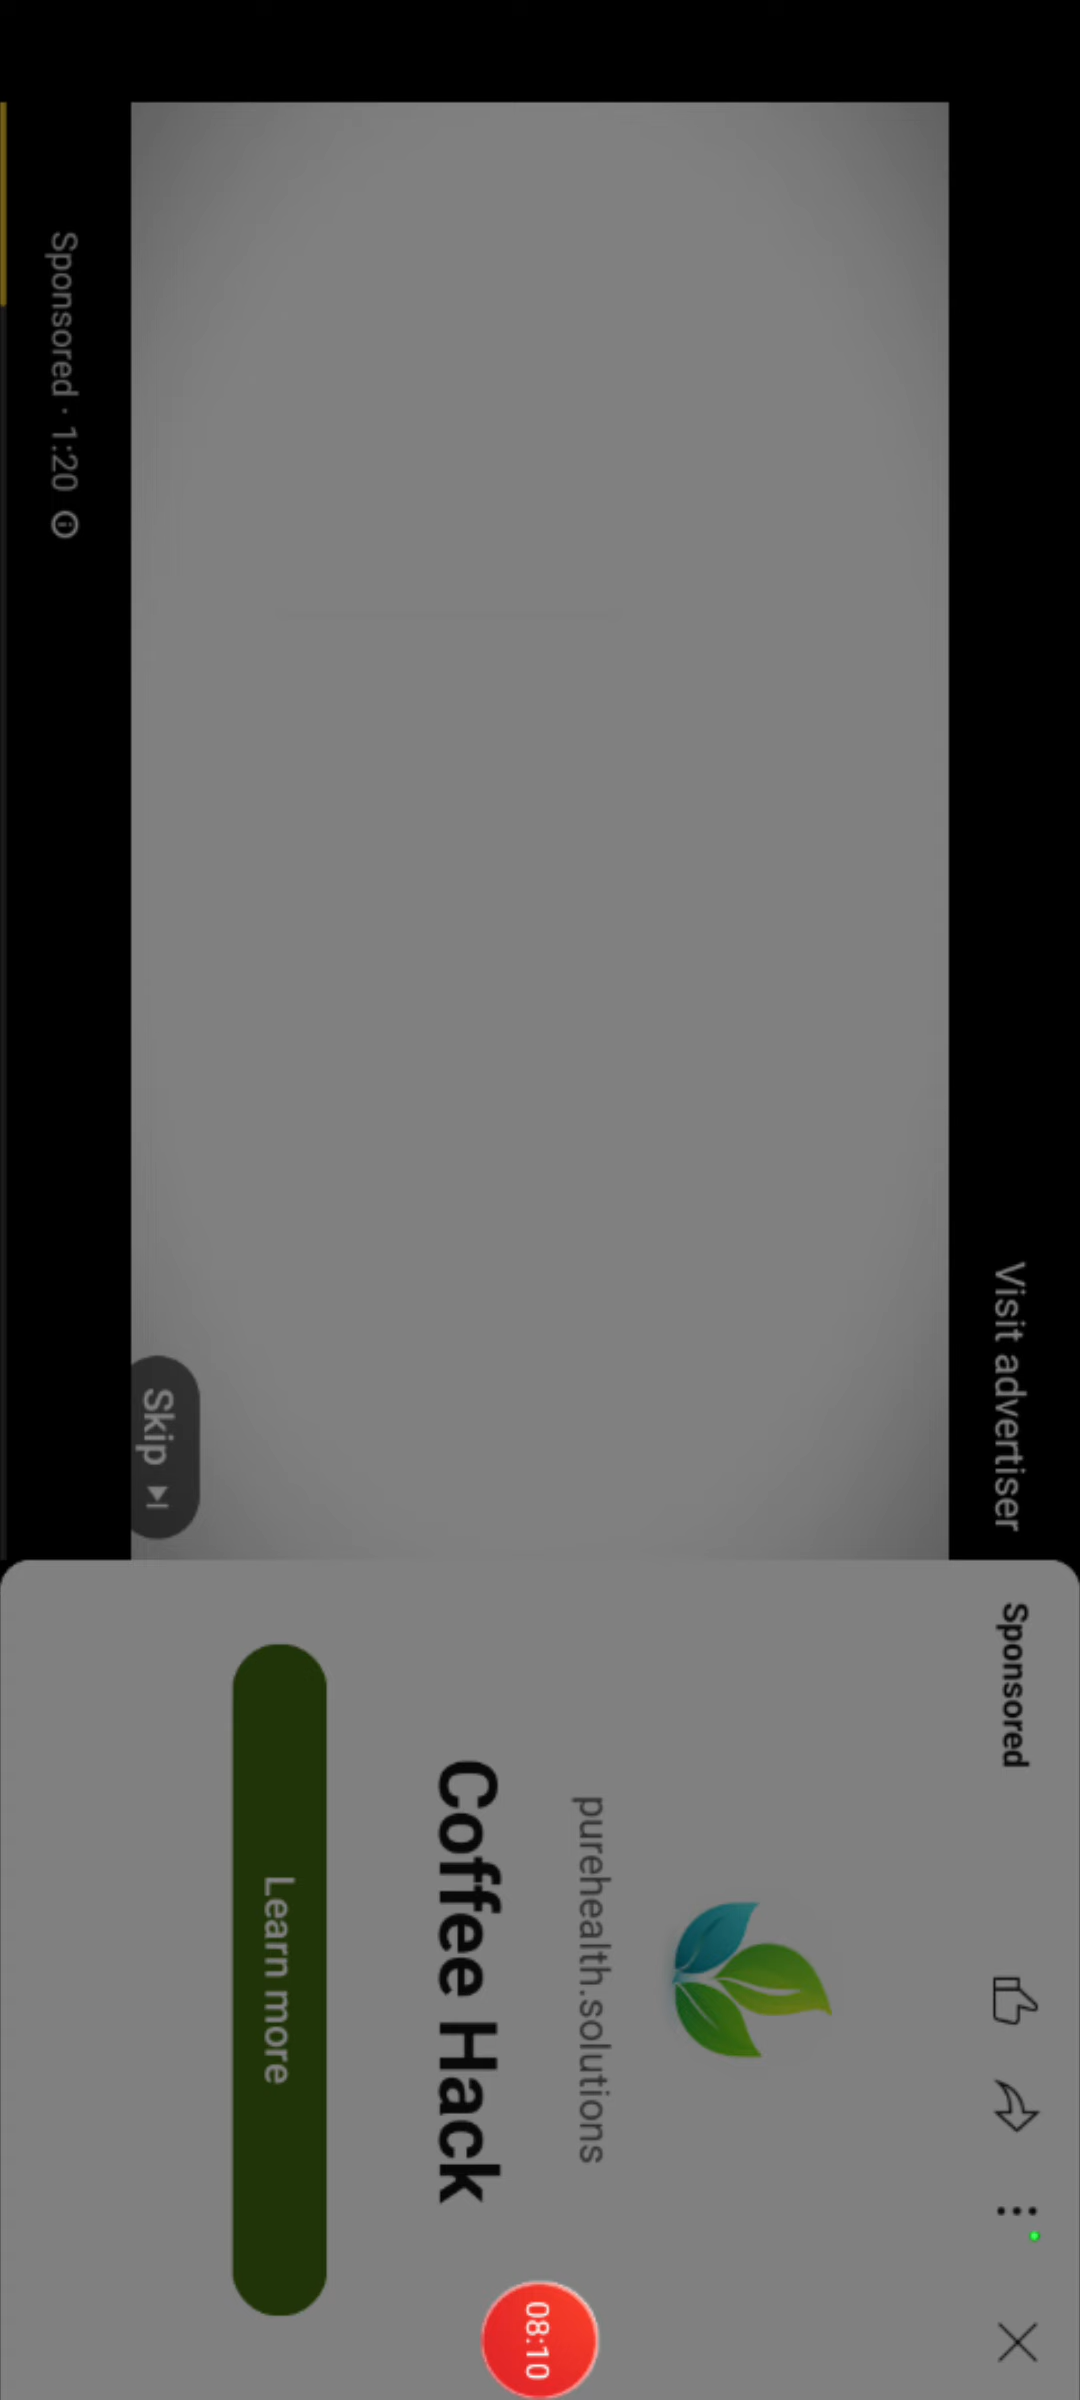 Visit advertiser
Sponsored · 1:20
Skip
Sponsored
purehealth.solutions
Coffee Hack
Learn more
08:10